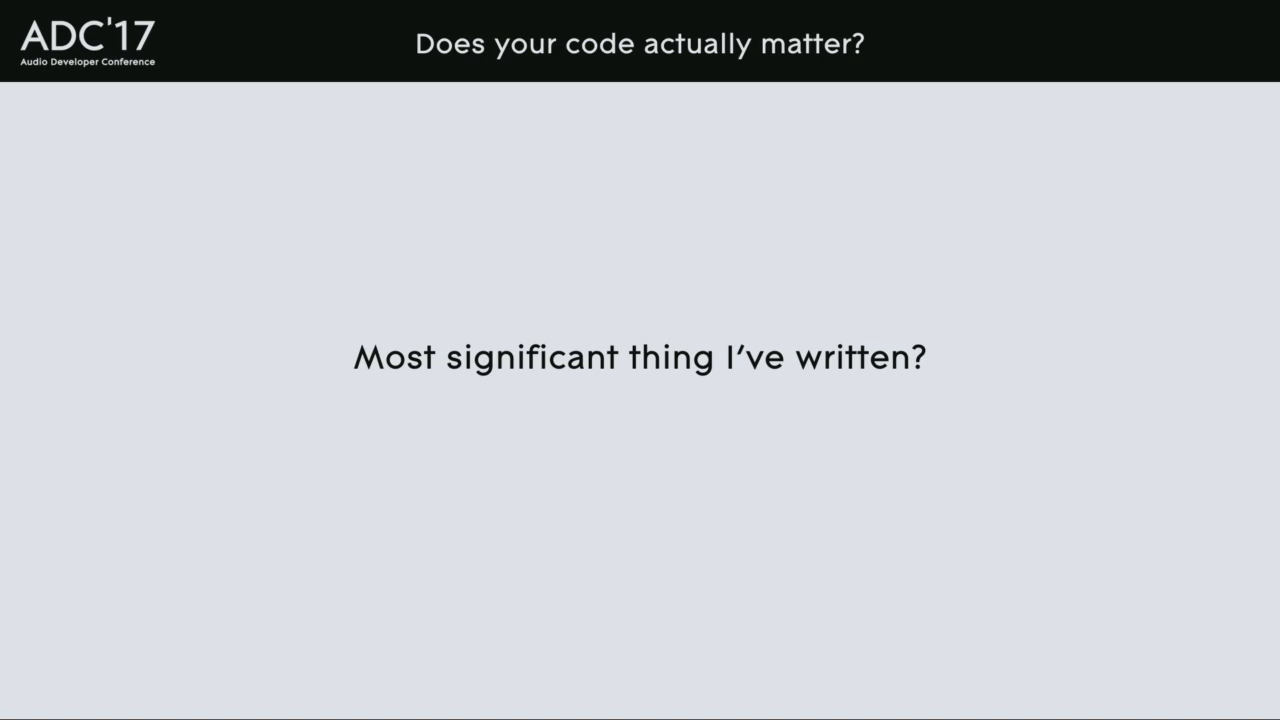 ADC'17
Audio Developer Conference
Does your code actually matter?
Most significant thing I've written?